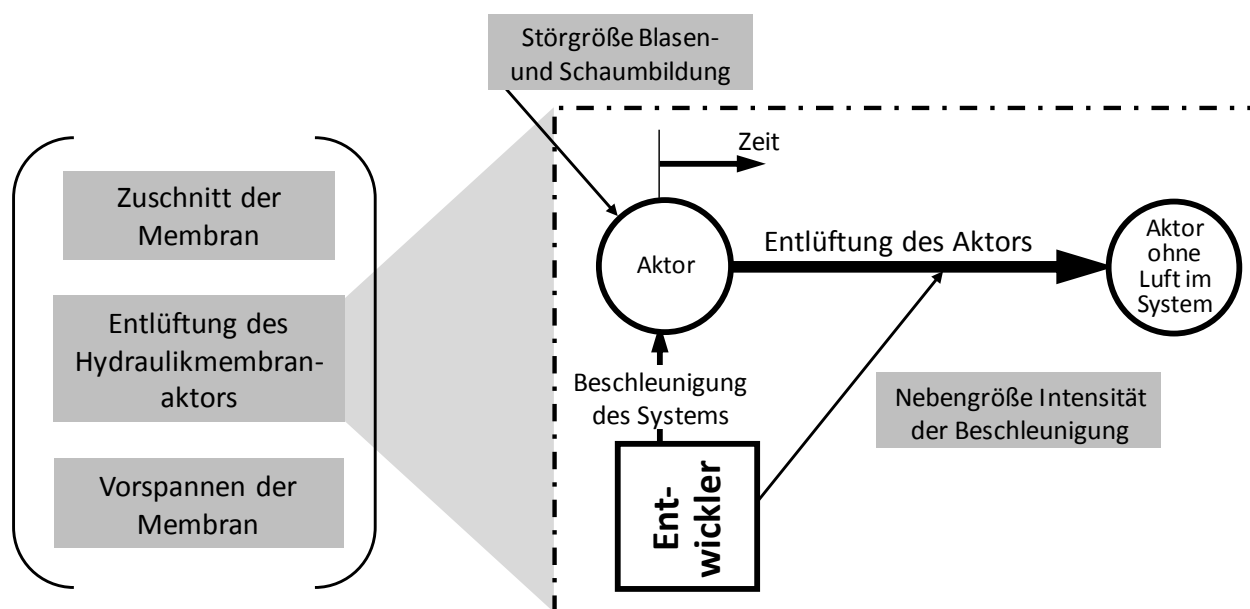 Störgröße Blasen-
und Schaumbildung
Zuschnitt der
Membran
Entlüftung des
Hydraulikmembran-
aktors
Vorspannen der
Membran
Zeit
Aktor
Entlüftung des Aktors
Aktor
ohne
Luft im
System
Beschleunigung
des Systems
Nebengröße Intensität
der Beschleunigung
Ent-
wickler